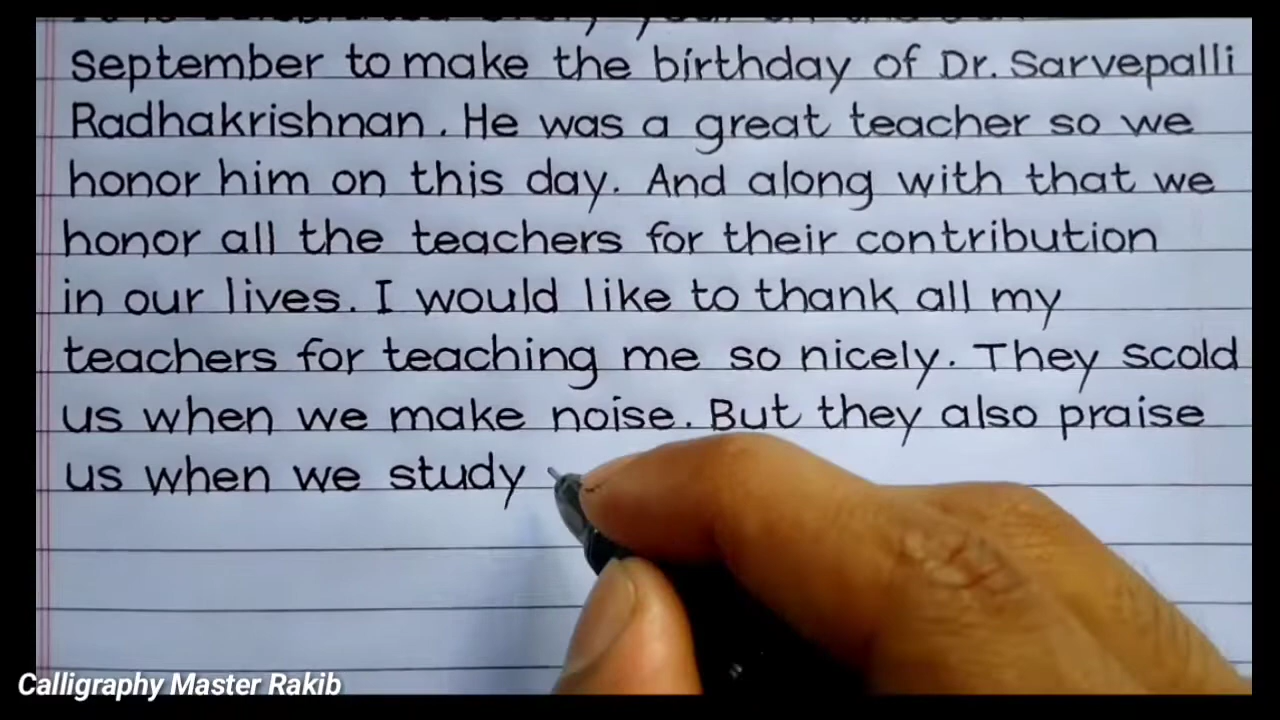 September to make the birthday of Dr. Sarvepalli
Radhakrishnan. He was a great teacher so we
honor him on this day. And along with that we
honor all the teachers for their contribution
in our lives. I would like to thank all my
teachers for teaching me so nicely. They scold
us when we make noise. But they also praise
us when we study
Calligraphy Master Rakib